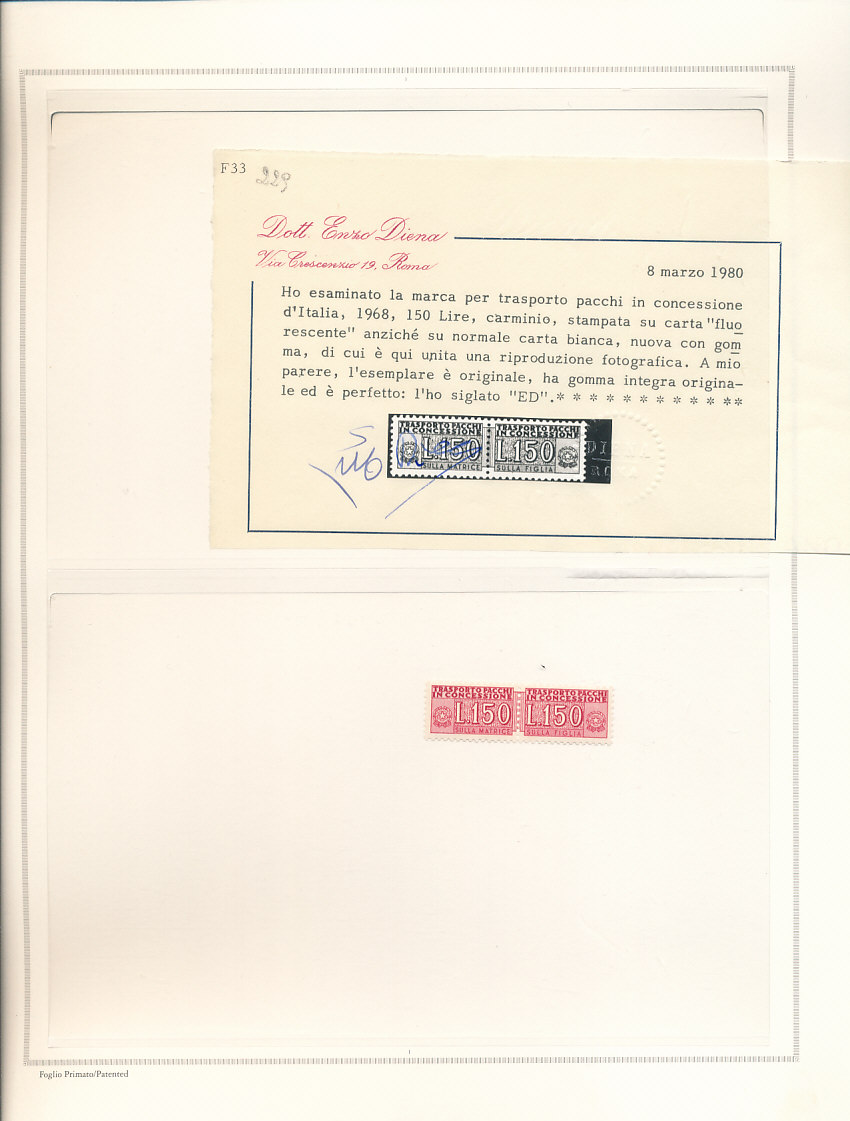 F33
229
Dott. Enzo Diena
Via Crescenzio 19, Roma
8 marzo 1980
Ho esaminato la marca per trasporto pacchi in concessione
d'Italia, 1968, 150 Lire, carminio, stampata su carta "fluo
rescente" anziché su normale carta bianca, nuova con gom
ma, di cui è qui unita una riproduzione fotografica. A mio
parere, l'esemplare è originale, ha gomma integra origina-
le ed è perfetto: l'ho siglato "ED".* * * * * * * * * * * *
TRASPORTO PACCHI IN CONCESSIONE
L.150
SULLA MATRICE
TRASPORTO PACCHI IN CONCESSIONE
L.150
SULLA FIGLIA
TRASPORTO PACCHI
IN CONCESSIONE
L.150
SULLA MATRICE
TRASPORTO PACCHI
IN CONCESSIONE
L.150
SULLA FIGLIA
Foglio Primato/Patented